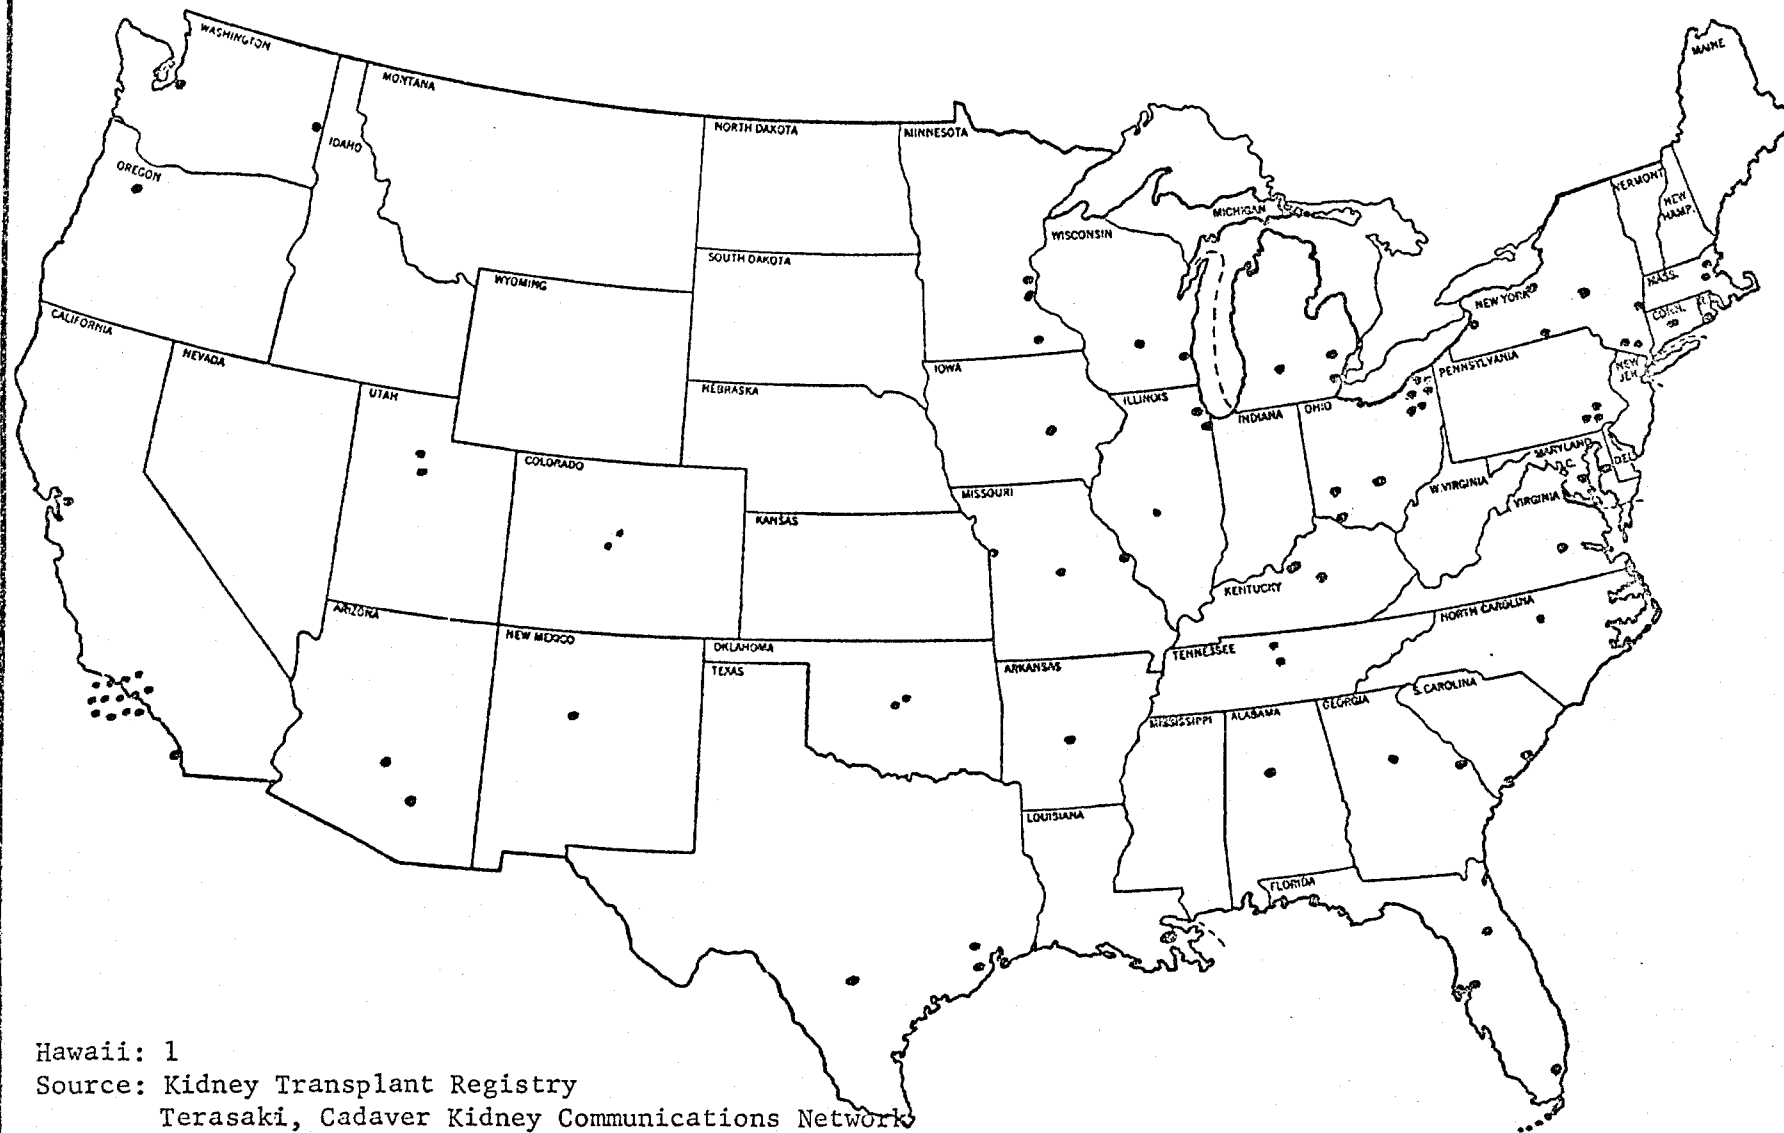 WASHINGTON
MAINE
MONTANA
NORTH DAKOTA
MINNESOTA
IDAHO
OREGON
VERMONT
NEW
HAMP.
MICHIGAN
WISCONSIN
SOUTH DAKOTA
MASS.
WYOMING
NEW YORK
CONN.
CALIFORNIA
NEVADA
PENNSYLVANIA
IOWA
NEW
JER.
UTAH
NEBRASKA
ILLINOIS
INDIANA
OHIO
MARYLAND
D.C.
DEL
COLORADO
W. VIRGINIA
MISSOURI
VIRGINIA
KANSAS
KENTUCKY
NORTH CAROLINA
ARIZONA
NEW MEXICO
OKLAHOMA
TENNESSEE
TEXAS
ARKANSAS
S. CAROLINA
GEORGIA
MISSISSIPPI
ALABAMA
LOUISIANA
FLORIDA
Hawaii: 1
Source: Kidney Transplant Registry
Terasaki, Cadaver Kidney Communications Network